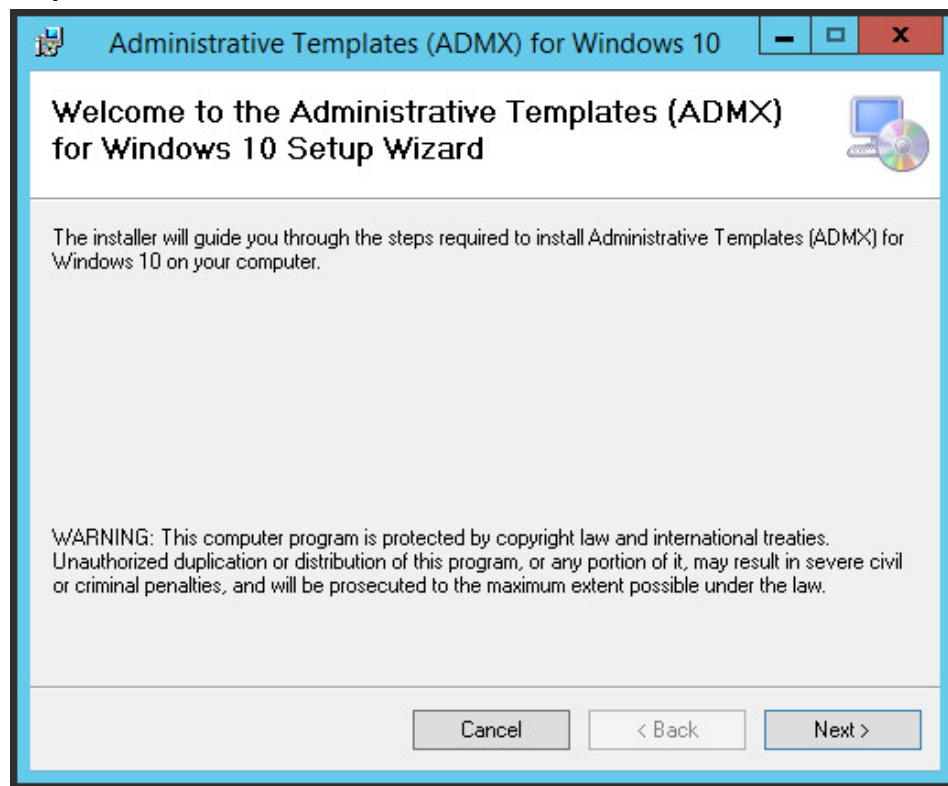 Administrative Templates (ADMX) for Windows 10
Welcome to the Administrative Templates (ADMX)
for Windows 10 Setup Wizard
The installer will guide you through the steps required to install Administrative Templates (ADMX) for
Windows 10 on your computer.
WARNING: This computer program is protected by copyright law and international treaties.
Unauthorized duplication or distribution of this program, or any portion of it, may result in severe civil
or criminal penalties, and will be prosecuted to the maximum extent possible under the law.
Cancel < Back Next >